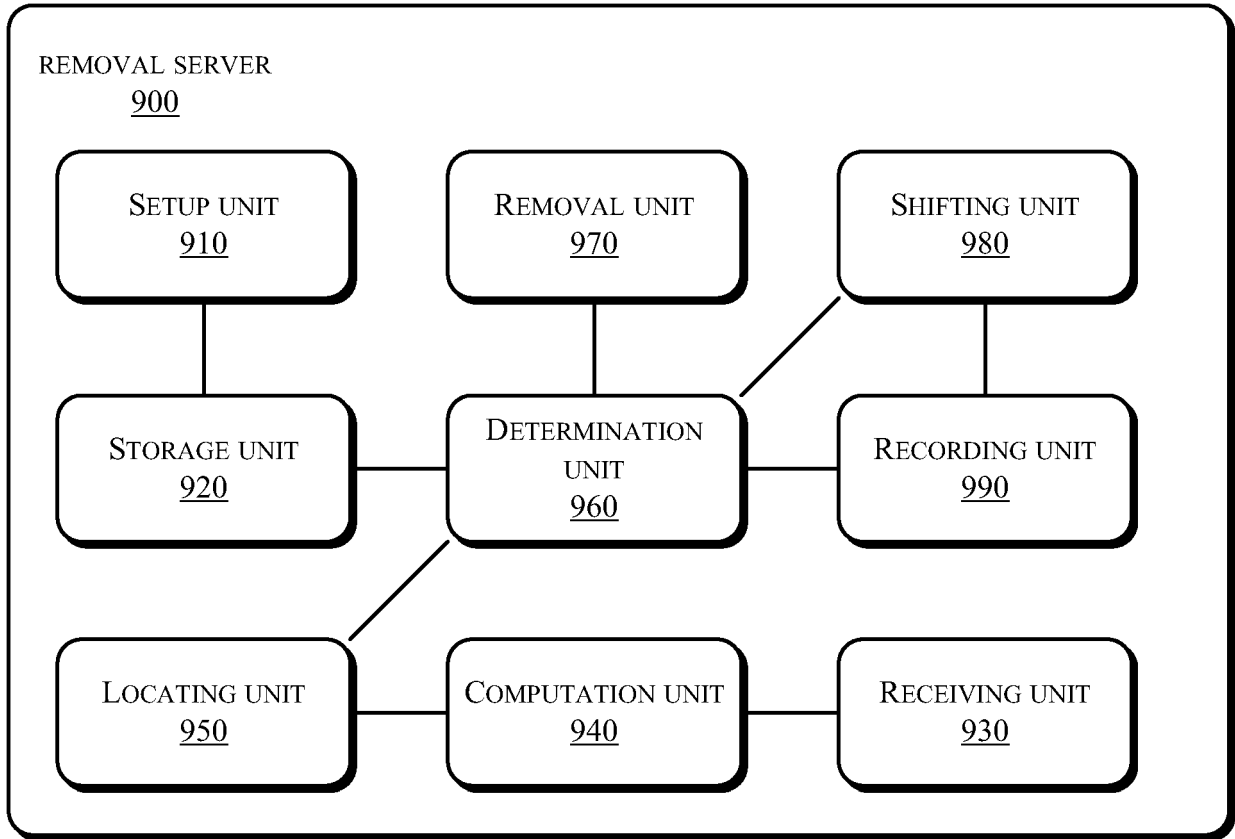 REMOVAL SERVER
900
SETUP UNIT
910
REMOVAL UNIT
970
SHIFTING UNIT
980
STORAGE UNIT
920
DETERMINATION
UNIT
960
RECORDING UNIT
990
LOCATING UNIT
950
COMPUTATION UNIT
940
RECEIVING UNIT
930